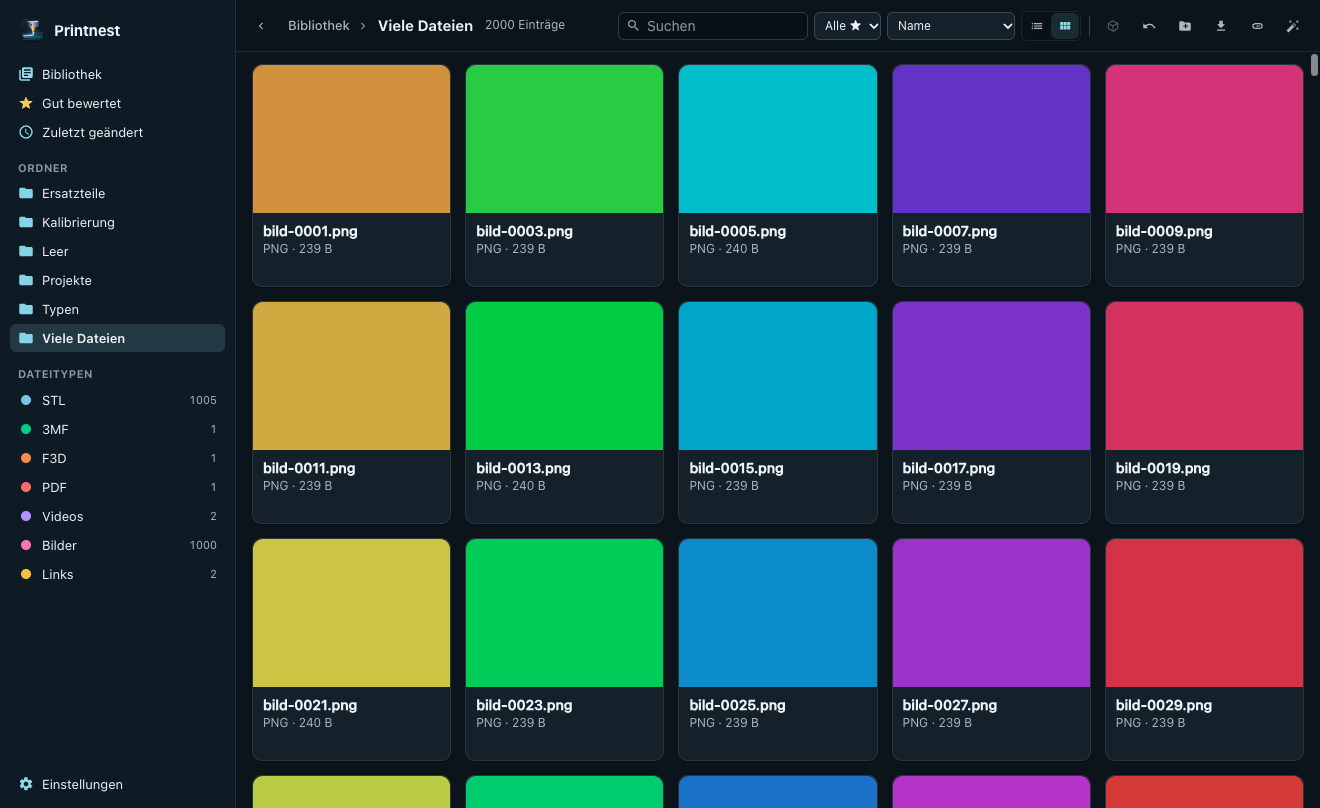 Printnest
Bibliothek
Gut bewertet
Zuletzt geändert
ORDNER
Ersatzteile
Kalibrierung
Leer
Projekte
Typen
Viele Dateien
DATEITYPEN
STL 1005
3MF 1
F3D 1
PDF 1
Videos 2
Bilder 1000
Links 2
Einstellungen
Bibliothek › Viele Dateien 2000 Einträge
Suchen
Alle ★
Name
bild-0001.png
PNG · 239 B
bild-0003.png
PNG · 239 B
bild-0005.png
PNG · 240 B
bild-0007.png
PNG · 239 B
bild-0009.png
PNG · 239 B
bild-0011.png
PNG · 239 B
bild-0013.png
PNG · 240 B
bild-0015.png
PNG · 239 B
bild-0017.png
PNG · 239 B
bild-0019.png
PNG · 239 B
bild-0021.png
PNG · 240 B
bild-0023.png
PNG · 239 B
bild-0025.png
PNG · 239 B
bild-0027.png
PNG · 239 B
bild-0029.png
PNG · 239 B